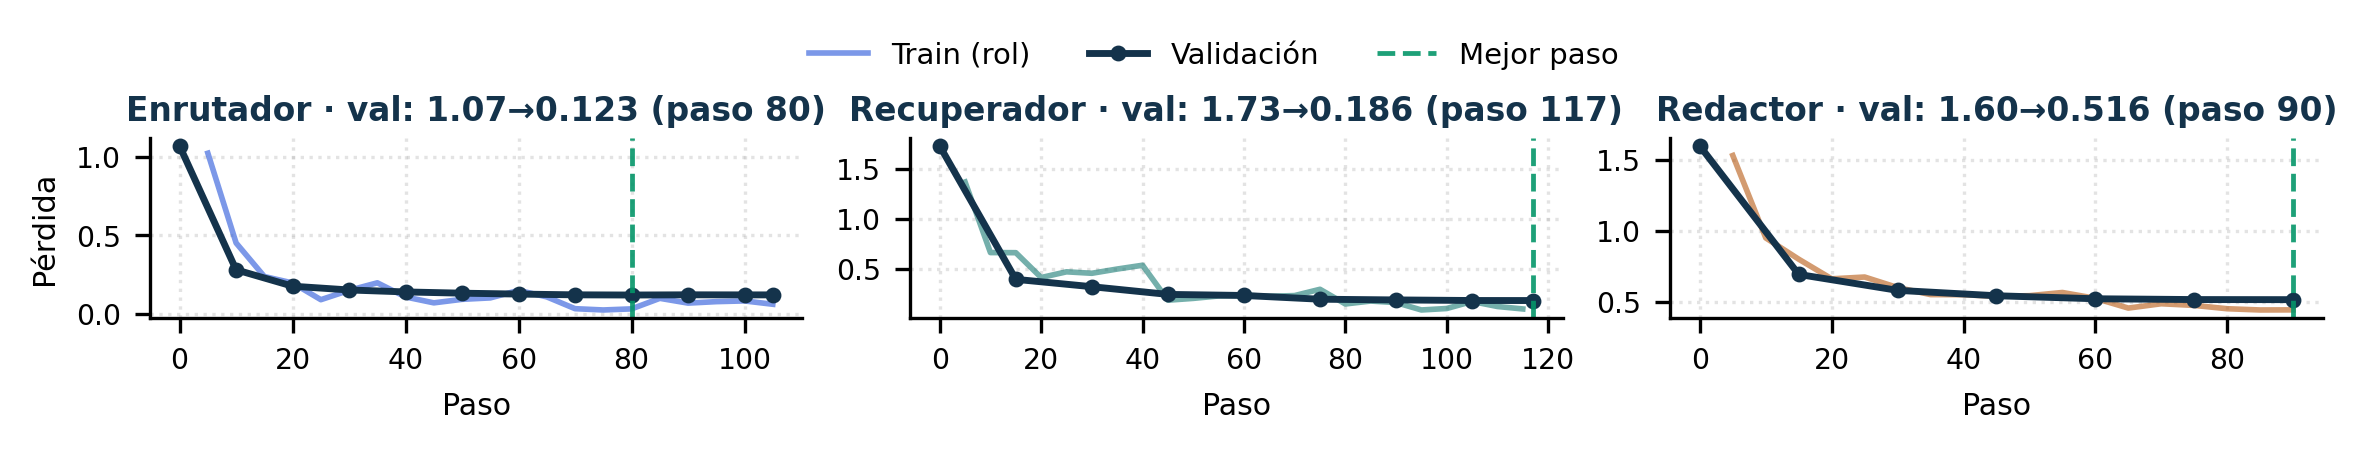 Train (rol) Validación Mejor paso
Enrutador · val: 1.07→0.123 (paso 80)
Pérdida
1.0
0.5
0.0
0 20 40 60 80 100
Paso
Recuperador · val: 1.73→0.186 (paso 117)
1.5
1.0
0.5
0 20 40 60 80 100 120
Paso
Redactor · val: 1.60→0.516 (paso 90)
1.5
1.0
0.5
0 20 40 60 80
Paso